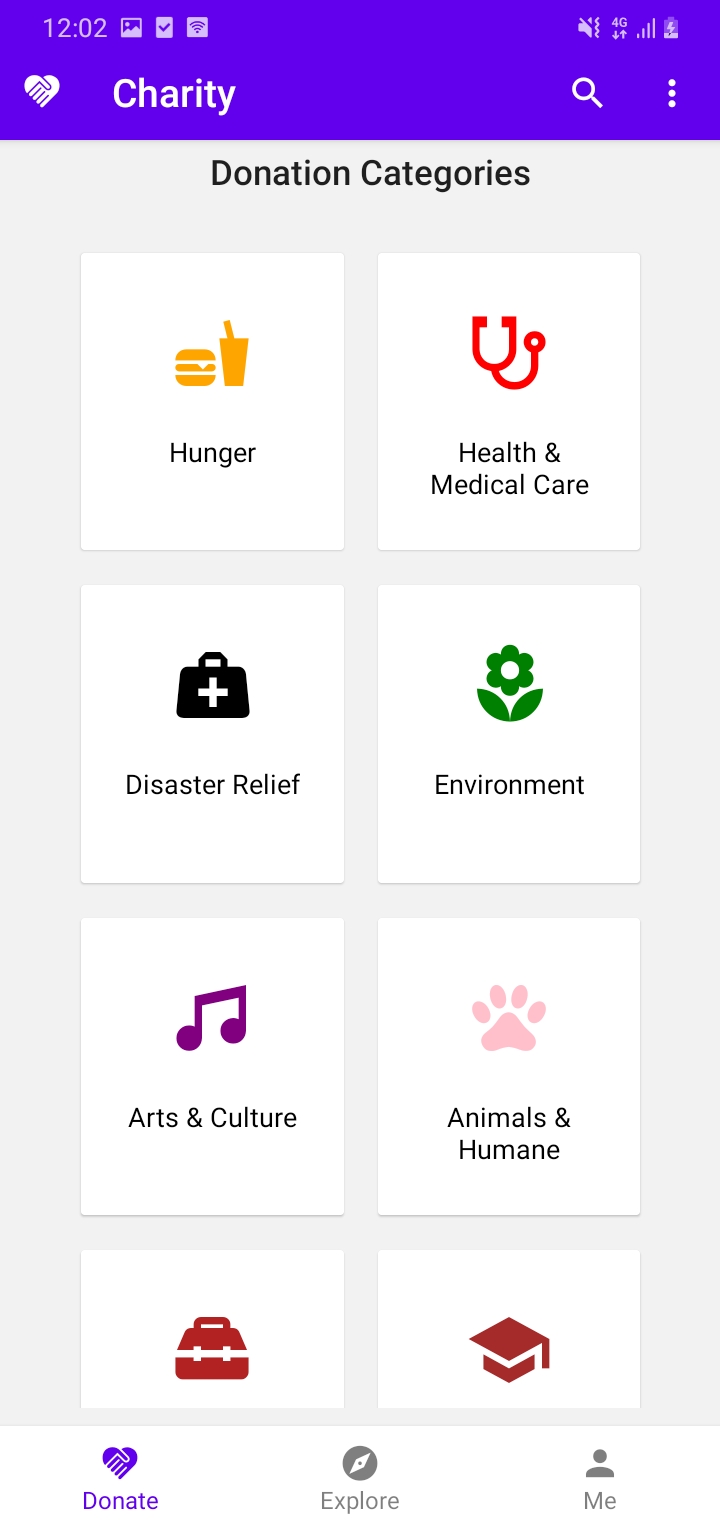 12:02
4G
Charity
Donation Categories
Hunger
Health &
Medical Care
Disaster Relief
Environment
Arts & Culture
Animals &
Humane
Donate
Explore
Me